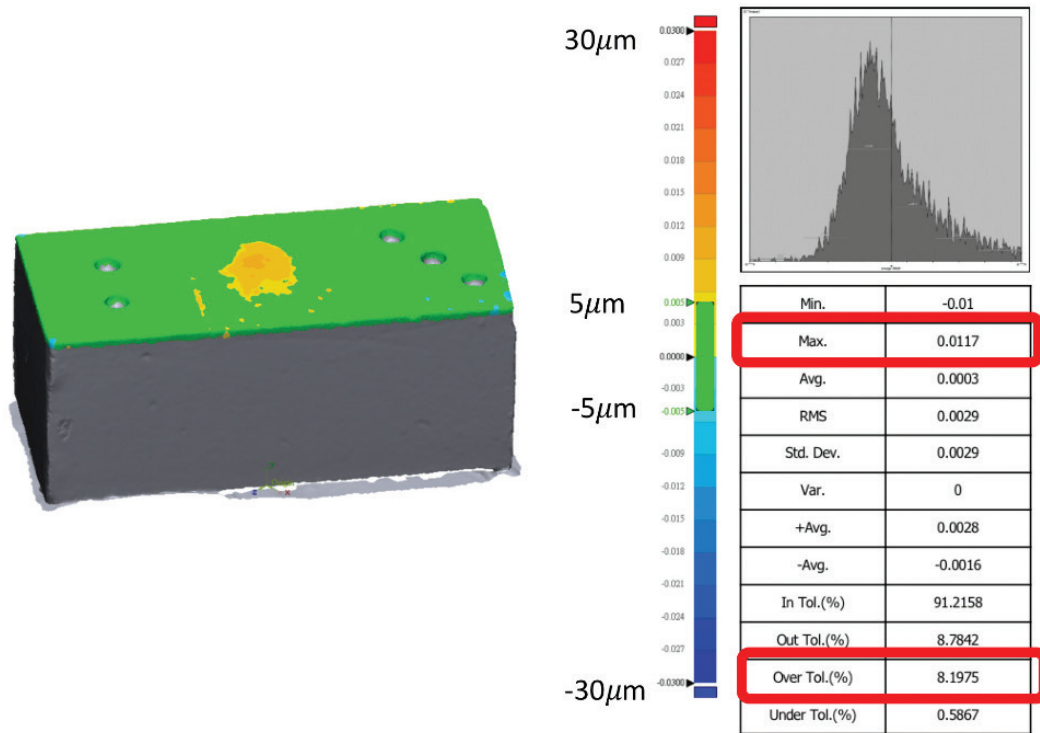 30μm
5μm
-5μm
-30μm
0.0300
0.027
0.024
0.021
0.018
0.015
0.012
0.009
0.005
0.003
0.0000
-0.003
-0.005
-0.009
-0.012
-0.015
-0.018
-0.021
-0.024
-0.027
-0.0300
Min. -0.01
Max. 0.0117
Avg. 0.0003
RMS 0.0029
Std. Dev. 0.0029
Var. 0
+Avg. 0.0028
-Avg. -0.0016
In Tol.(%) 91.2158
Out Tol.(%) 8.7842
Over Tol.(%) 8.1975
Under Tol.(%) 0.5867